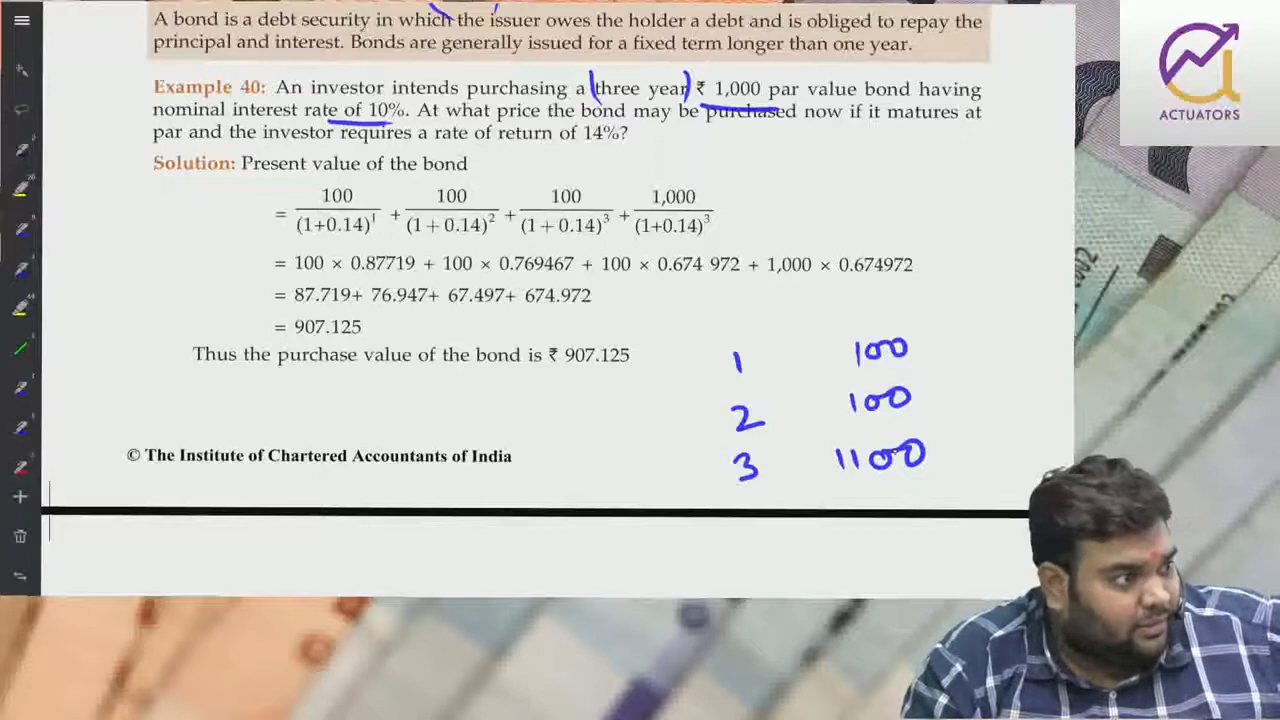 A bond is a debt security in which the issuer owes the holder a debt and is obliged to repay the
principal and interest. Bonds are generally issued for a fixed term longer than one year.
Example 40: An investor intends purchasing a (three year) ₹ 1,000 par value bond having
nominal interest rate of 10%. At what price the bond may be purchased now if it matures at
par and the investor requires a rate of return of 14%?
Solution: Present value of the bond
= 100/(1+0.14)^1 + 100/(1 + 0.14)^2 + 100/(1 + 0.14)^3 + 1,000/(1+0.14)^3
= 100 × 0.87719 + 100 × 0.769467 + 100 × 0.674 972 + 1,000 × 0.674972
= 87.719+ 76.947+ 67.497+ 674.972
= 907.125
Thus the purchase value of the bond is ₹ 907.125
1 100
2 100
3 1100
© The Institute of Chartered Accountants of India
ACTUATORS